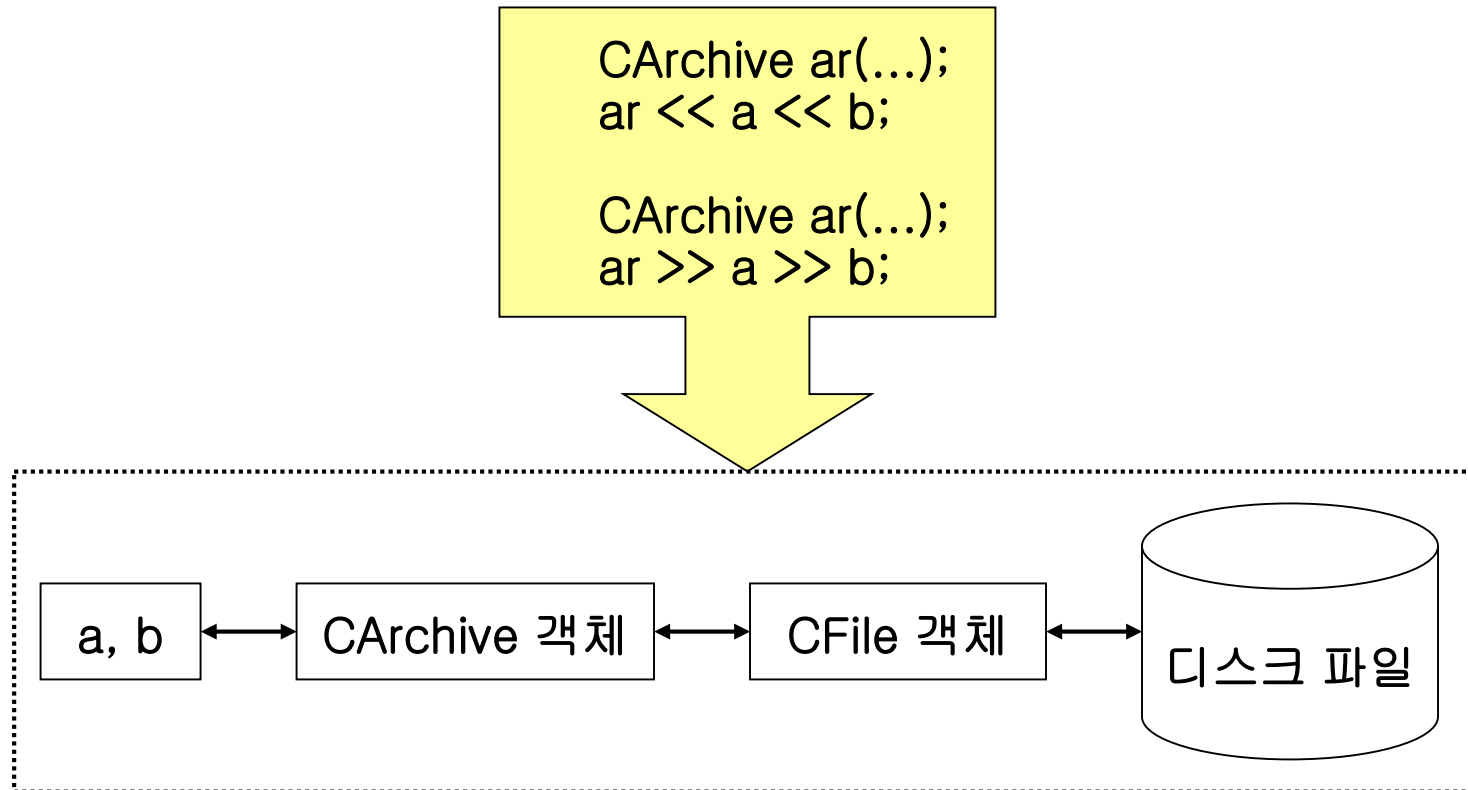 CArchive ar(...);
ar << a << b;
CArchive ar(...);
ar >> a >> b;
a, b
CArchive 객체
CFile 객체
디스크 파일